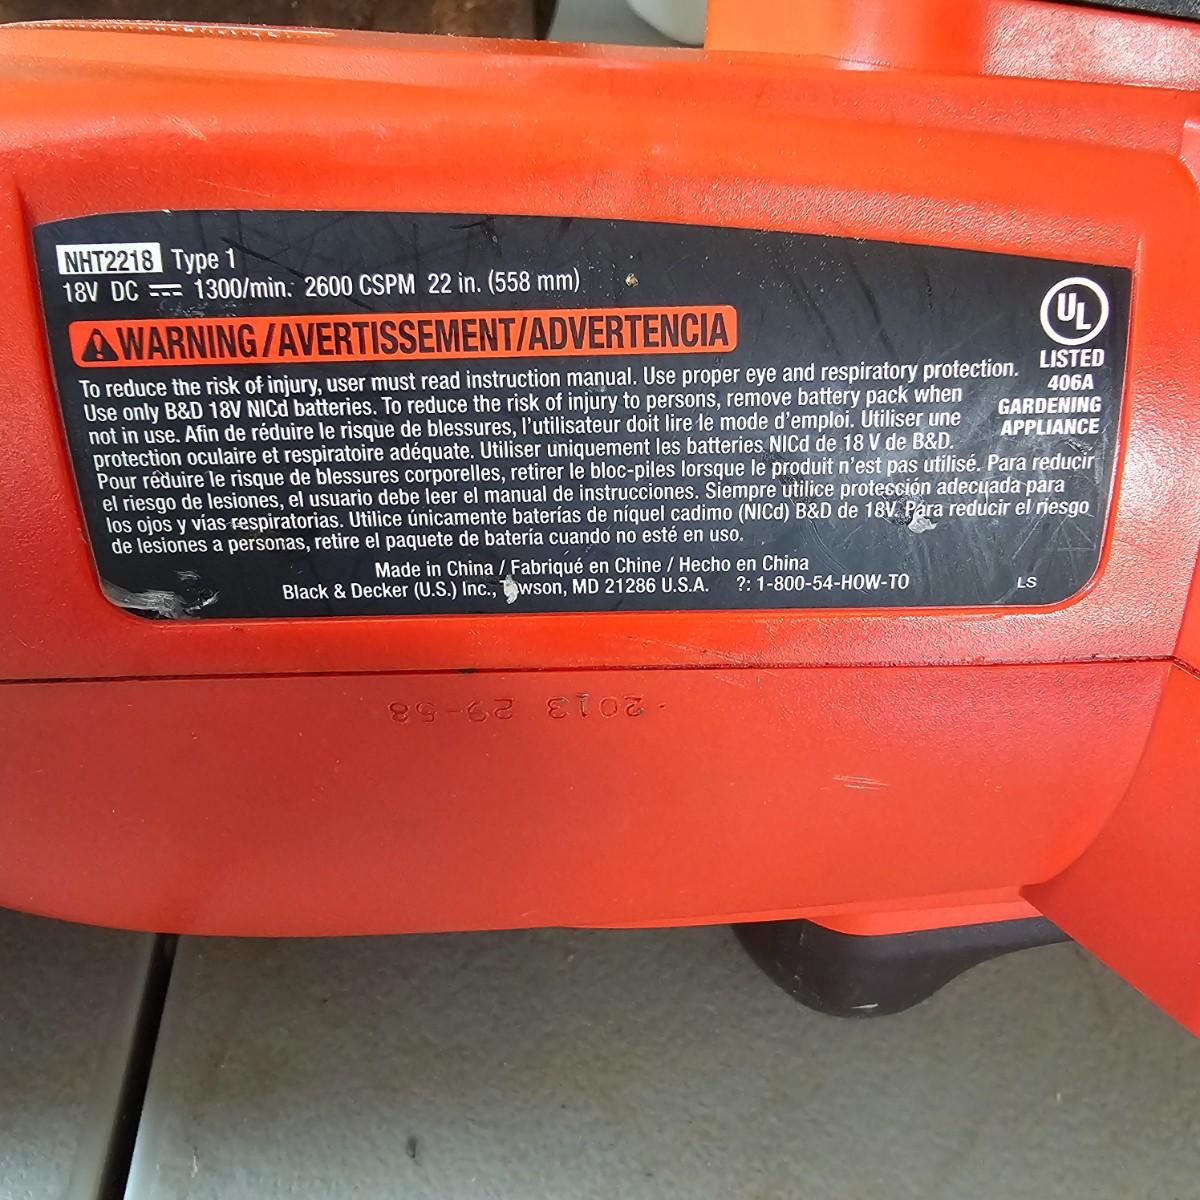 NHT2218 Type 1
18V DC ⎓ 1300/min. 2600 CSPM 22 in. (558 mm)
WARNING/AVERTISSEMENT/ADVERTENCIA
To reduce the risk of injury, user must read instruction manual. Use proper eye and respiratory protection.
Use only B&D 18V NICd batteries. To reduce the risk of injury to persons, remove battery pack when
not in use. Afin de réduire le risque de blessures, l'utilisateur doit lire le mode d'emploi. Utiliser une
protection oculaire et respiratoire adéquate. Utiliser uniquement les batteries NICd de 18 V de B&D.
Pour réduire le risque de blessures corporelles, retirer le bloc-piles lorsque le produit n'est pas utilisé. Para reducir
el riesgo de lesiones, el usuario debe leer el manual de instrucciones. Siempre utilice protección adecuada para
los ojos y vías respiratorias. Utilice únicamente baterías de níquel cadimo (NICd) B&D de 18V. Para reducir el riesgo
de lesiones a personas, retire el paquete de batería cuando no esté en uso.
Made in China / Fabriqué en Chine / Hecho en China
Black & Decker (U.S.) Inc., Towson, MD 21286 U.S.A. ?: 1-800-54-HOW-TO
LS
UL
LISTED
406A
GARDENING
APPLIANCE
2013 29-58